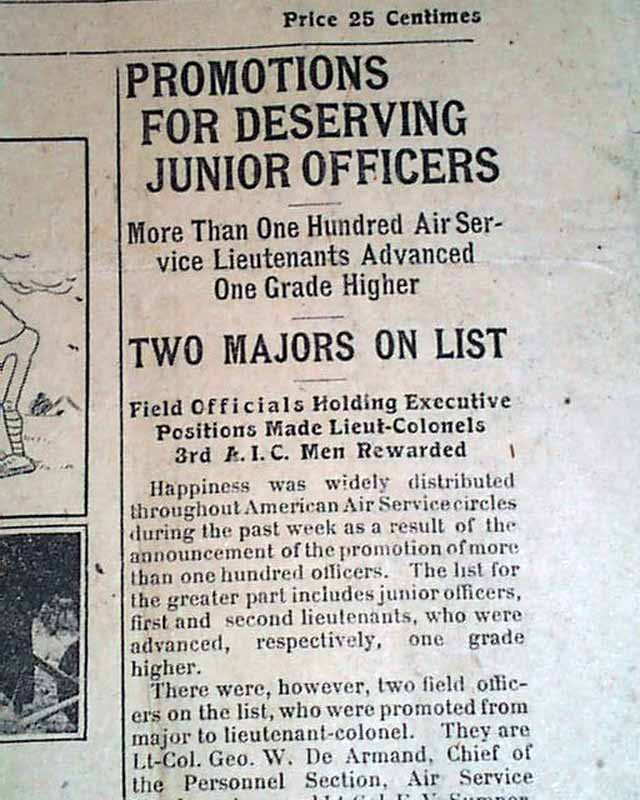 Price 25 Centimes
PROMOTIONS
FOR DESERVING
JUNIOR OFFICERS
More Than One Hundred Air Ser-
vice Lieutenants Advanced
One Grade Higher
TWO MAJORS ON LIST
Field Officials Holding Executive
Positions Made Lieut-Colonels
3rd A. I. C. Men Rewarded
Happiness was widely distributed
throughout American Air Service circles
during the past week as a result of the
announcement of the promotion of more
than one hundred officers. The list for
the greater part includes junior officers,
first and second lieutenants, who were
advanced, respectively, one grade
higher.
There were, however, two field offic-
ers on the list, who were promoted from
major to lieutenant-colonel. They are
Lt-Col. Geo. W. De Armand, Chief of
the Personnel Section, Air Service